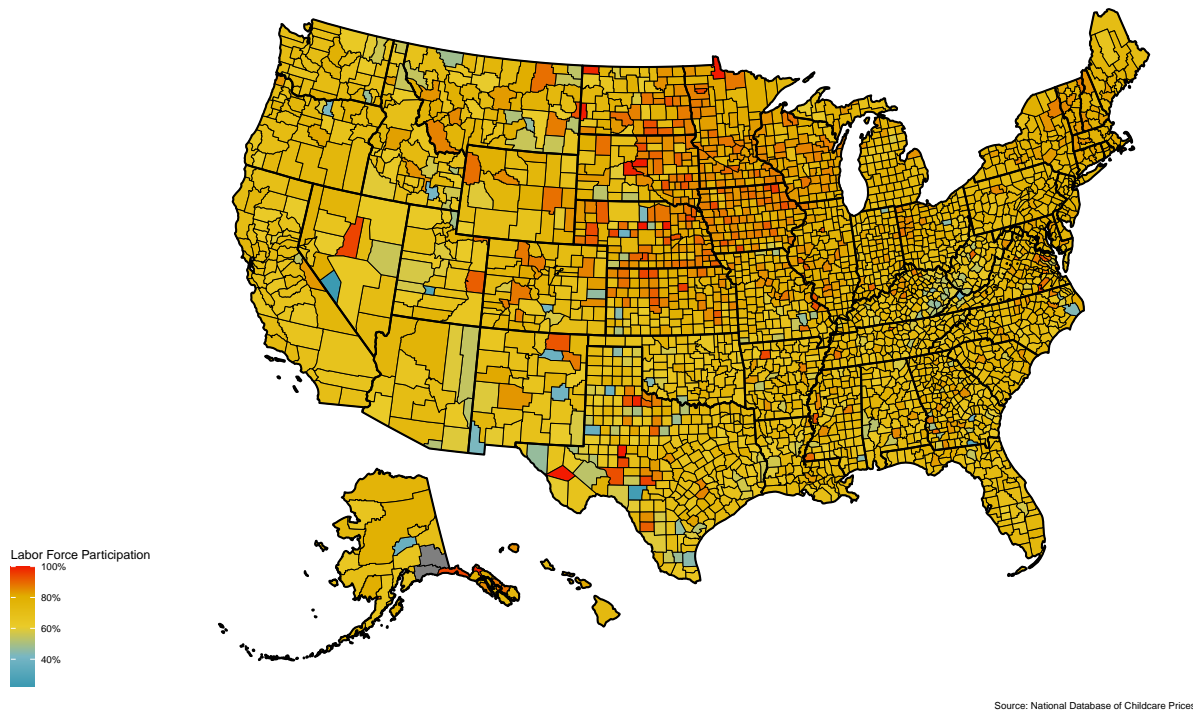 Labor Force Participation
100%
80%
60%
40%
Source: National Database of Childcare Prices